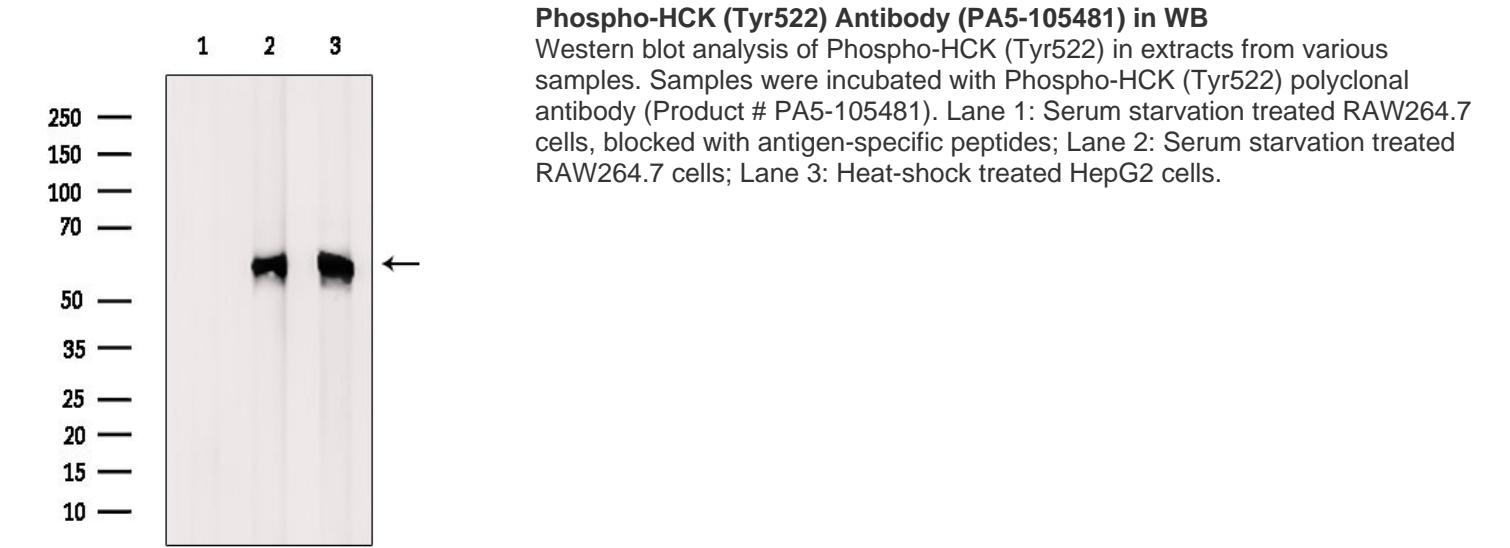 Phospho-HCK (Tyr522) Antibody (PA5-105481) in WB
Western blot analysis of Phospho-HCK (Tyr522) in extracts from various
samples. Samples were incubated with Phospho-HCK (Tyr522) polyclonal
antibody (Product # PA5-105481). Lane 1: Serum starvation treated RAW264.7
cells, blocked with antigen-specific peptides; Lane 2: Serum starvation treated
RAW264.7 cells; Lane 3: Heat-shock treated HepG2 cells.
1 2 3
250
150
100
70
50
35
25
20
15
10